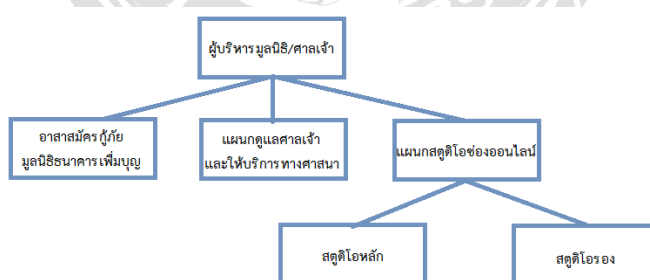 ผู้บริหารมูลนิธิ/ศาลเจ้า
อาสาสมัครกู้ภัย
มูลนิธิธนาคารเพิ่มบุญ
แผนกดูแลศาลเจ้า
และให้บริการทางศาสนา
แผนกสตูดิโอช่องออนไลน์
สตูดิโอหลัก
สตูดิโอรอง